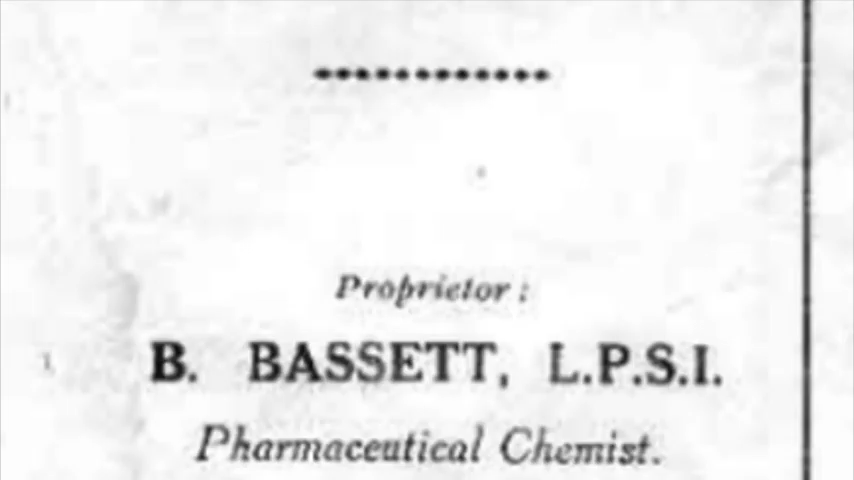 Proprietor :
B. BASSETT, L.P.S.I.
Pharmaceutical Chemist.